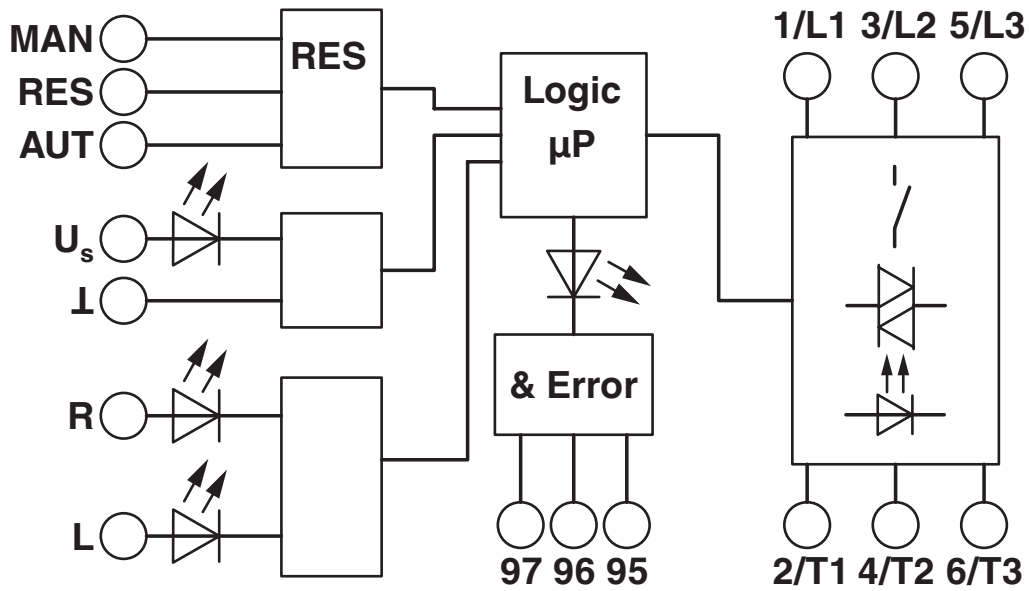 MAN
RES
AUT
RES
U_s
⊥
R
L
Logic
µP
& Error
97 96 95
1/L1 3/L2 5/L3
2/T1 4/T2 6/T3